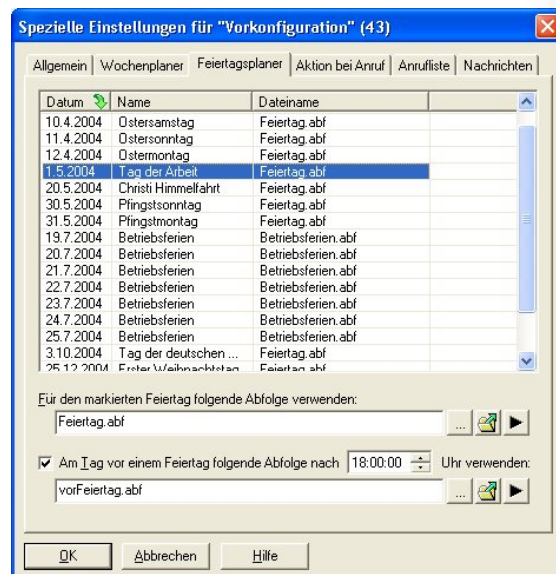 Spezielle Einstellungen für "Vorkonfiguration" (43)
Allgemein Wochenplaner Feiertagsplaner Aktion bei Anruf Anrufliste Nachrichten
Datum Name Dateiname
10.4.2004 Ostersamstag Feiertag.abf
11.4.2004 Ostersonntag Feiertag.abf
12.4.2004 Ostermontag Feiertag.abf
1.5.2004 Tag der Arbeit Feiertag.abf
20.5.2004 Christi Himmelfahrt Feiertag.abf
30.5.2004 Pfingstsonntag Feiertag.abf
31.5.2004 Pfingstmontag Feiertag.abf
19.7.2004 Betriebsferien Betriebsferien.abf
20.7.2004 Betriebsferien Betriebsferien.abf
21.7.2004 Betriebsferien Betriebsferien.abf
22.7.2004 Betriebsferien Betriebsferien.abf
23.7.2004 Betriebsferien Betriebsferien.abf
24.7.2004 Betriebsferien Betriebsferien.abf
25.7.2004 Betriebsferien Betriebsferien.abf
3.10.2004 Tag der deutschen ... Feiertag.abf
25.12.2004 Erster Weihnachtstag Feiertag.abf
Für den markierten Feiertag folgende Abfolge verwenden:
Feiertag.abf ...
Am Tag vor einem Feiertag folgende Abfolge nach 18:00:00 Uhr verwenden:
vorFeiertag.abf ...
OK Abbrechen Hilfe